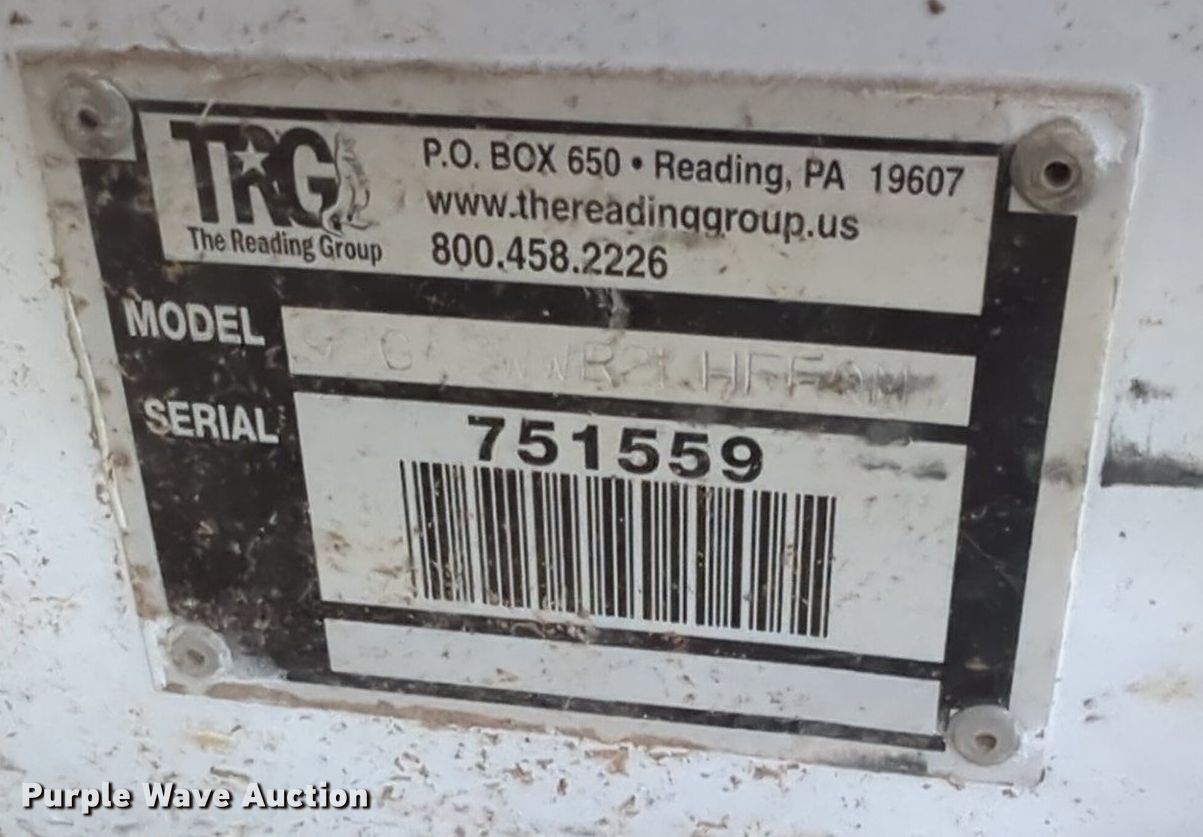 TRG
The Reading Group
P.O. BOX 650 • Reading, PA 19607
www.thereadinggroup.us
800.458.2226
MODEL
SERIAL
751559
Purple Wave Auction